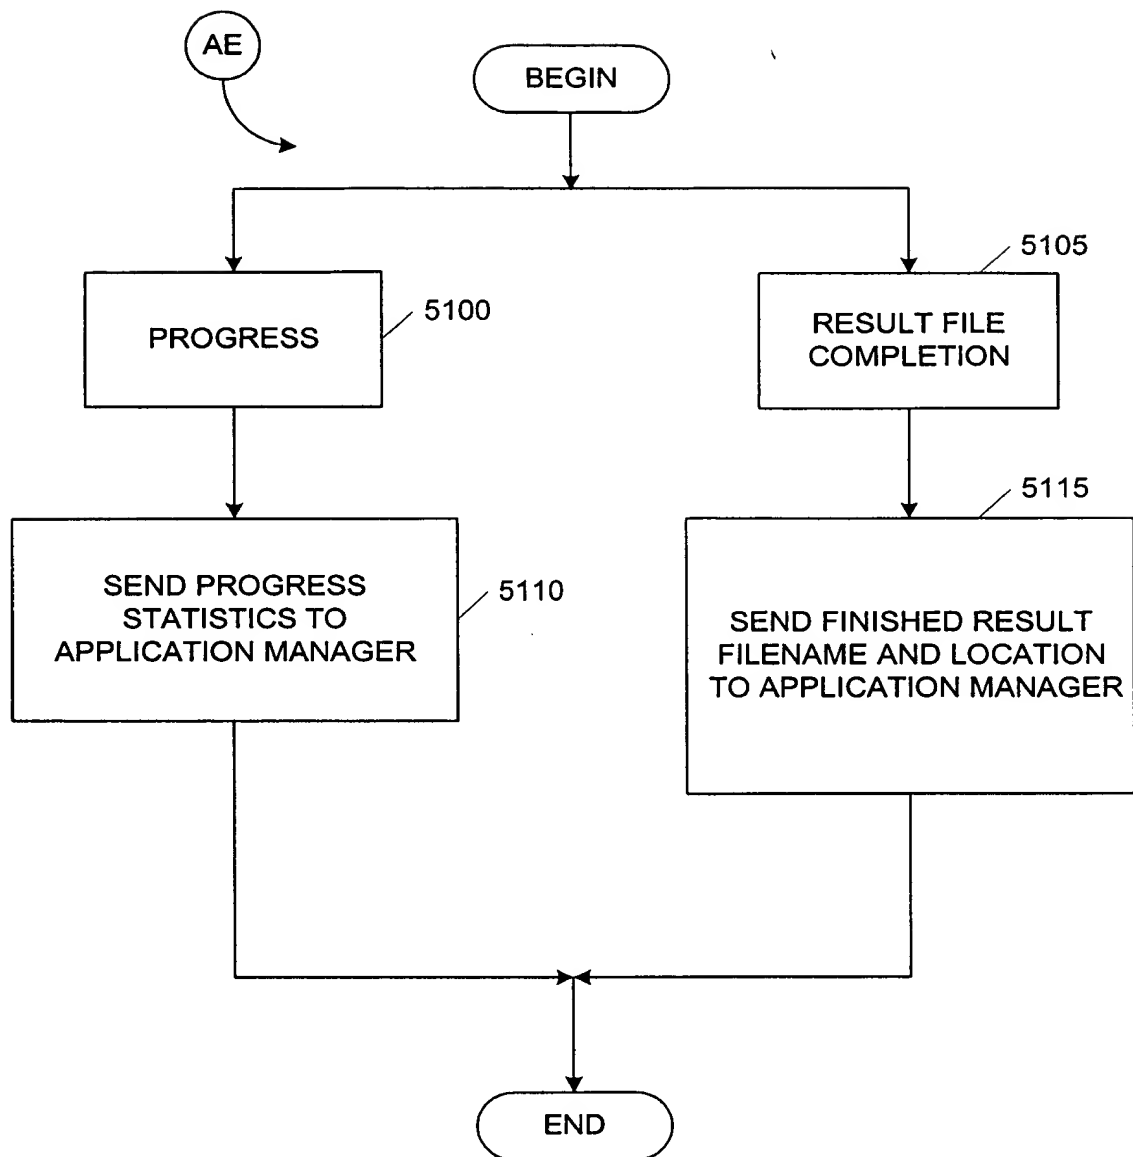 AE
BEGIN
5100
PROGRESS
5105
RESULT FILE
COMPLETION
5110
SEND PROGRESS
STATISTICS TO
APPLICATION MANAGER
5115
SEND FINISHED RESULT
FILENAME AND LOCATION
TO APPLICATION MANAGER
END